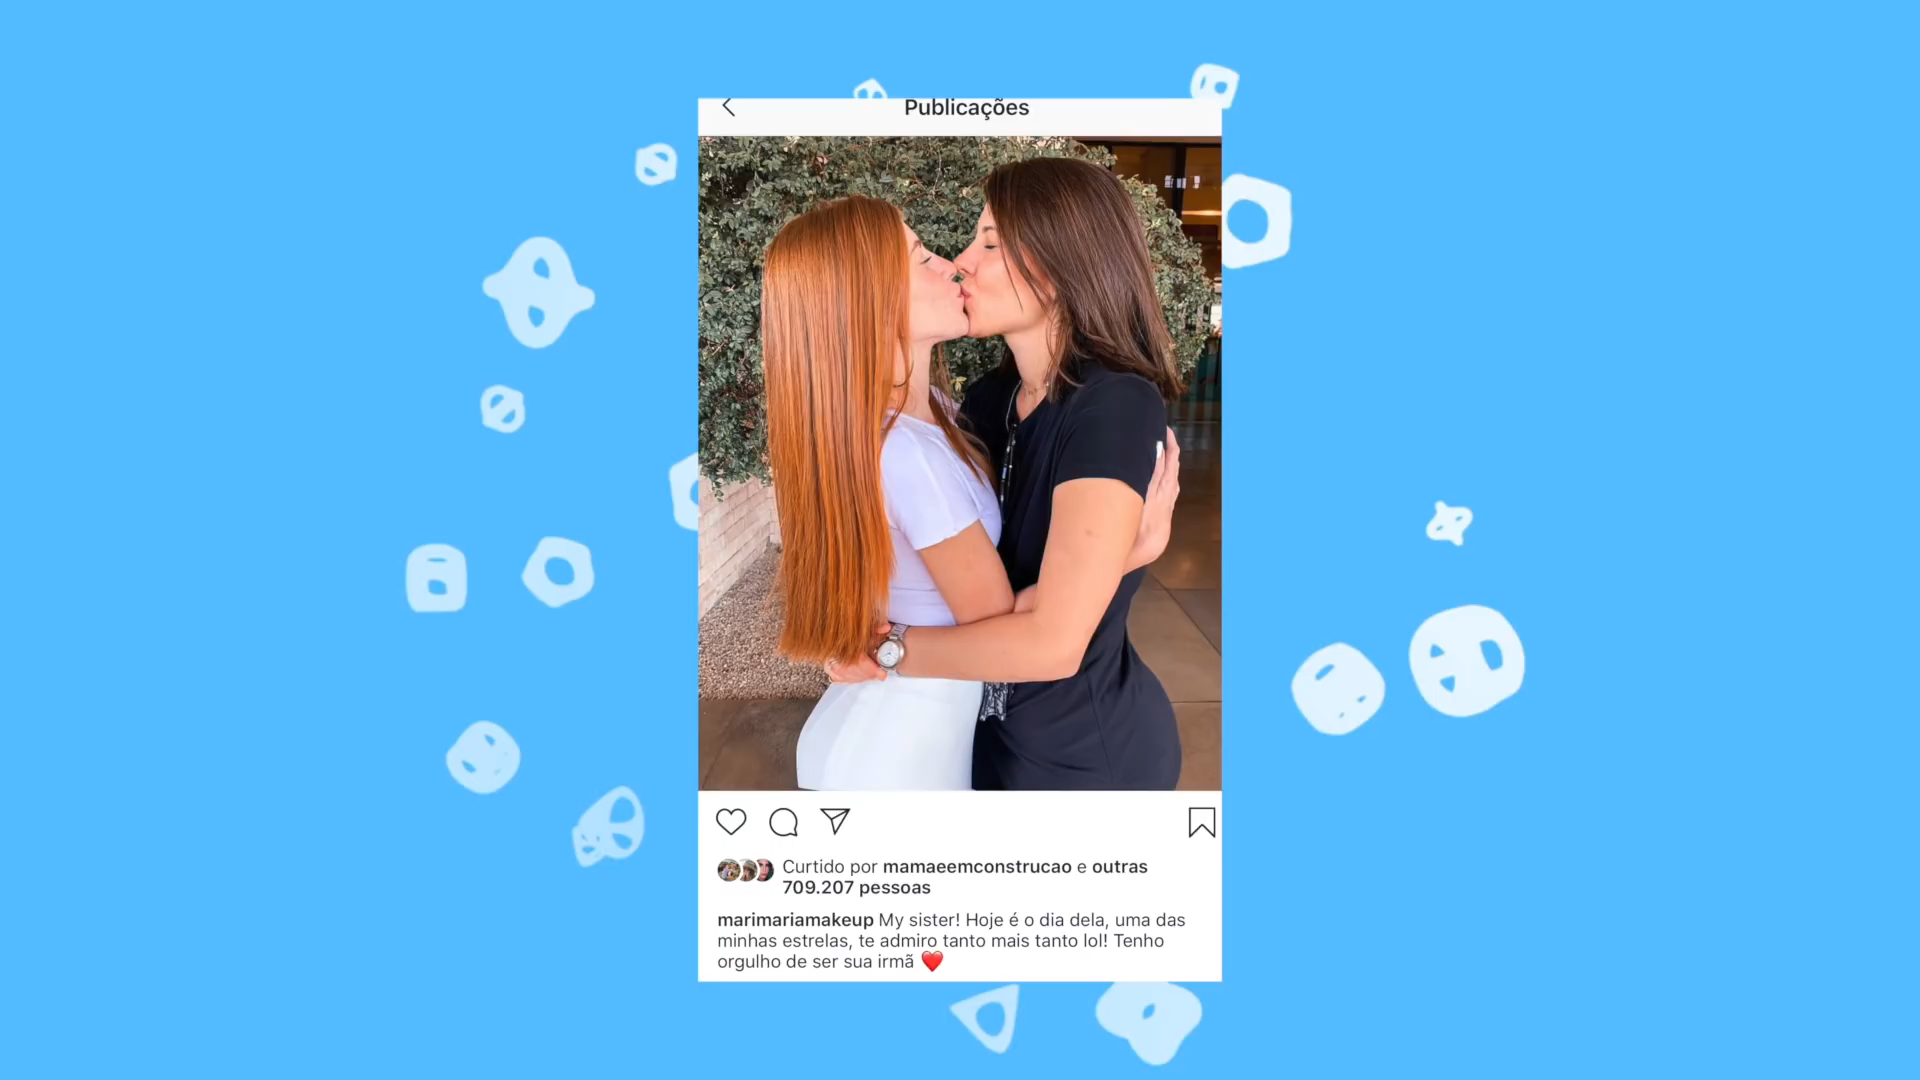 Publicações
Curtido por mamaeemconstrucao e outras
709.207 pessoas
marimariamakeup My sister! Hoje é o dia dela, uma das
minhas estrelas, te admiro tanto mais tanto lol! Tenho
orgulho de ser sua irmã ❤️